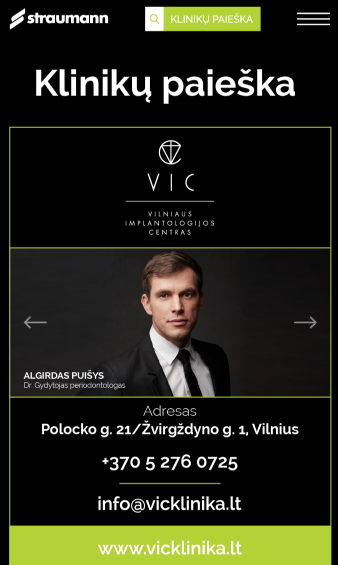 straumann
KLINIKŲ PAIEŠKA
Klinikų paieška
VIC
VILNIAUS
IMPLANTOLOGIJOS
CENTRAS
ALGIRDAS PUIŠYS
Dr. Gydytojas periodontologas
Adresas
Polocko g. 21/Žvirgždyno g. 1, Vilnius
+370 5 276 0725
info@vicklinika.lt
www.vicklinika.lt